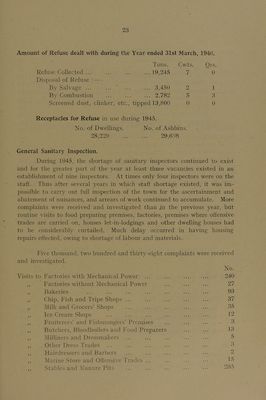 23
Amount of Refuse dealt with during the Year ended 31st March, 1946.
Tons. Cwts. Qrs.
Refuse Collected ... ... ... ... 19,245 7 0
Disposal of Refuse :—
By Salvage ... ... ... ... 3,450 2 1
By Combustion ... ... ... 2,782 5 3
Screened dust, clinker, etc., tipped 13,800 0 0
Receptacles for Refuse in use during 1945.
No. of Dwellings. No. of Ashbins.
28,220 ... ... 29,678
General Sanitary Inspection.
During 1945, the shortage of sanitary inspectors continued to exist
and for the greater part of the year at least three vacancies existed in an
establishment of nine inspectors. At times only four inspectors were on the
staff. Thus after several years in which staff shortage existed, it was im-
possible to carry out full inspection of the town for the ascertainment and
abatement of nuisances, and arrears of work continued to accumulate. More
complaints were received and investigated than in the previous year, but
routine visits to food preparing premises, factories, premises where offensive
trades are carried on, houses let-in-lodgings and other dwelling houses had
to be considerably curtailed. Much delay occurred in having housing
repairs effected, owing to shortage of labour and materials.
Five thousand, two hundred and thirty-eight complaints were received
and investigated.
No.
Visits to Factories with Mechanical Power ... ... ... ... 240
„ Factories without Mechanical Power ... ... ... 27
„ Bakeries ... ... ... ... ... ... 93
„ Chip, Fish and Tripe Shops ... ... ... ... 37
„ Milk and Grocers' Shops ... ... ... ... 35
„ Ice Cream Shops ... ... ... ... ... 12
„ Fruiterers' and Fishmongers' Premises ... ... ... 3
„ Butchers, Bloodboilers and Food Preparers ... ... 13
„ Milliners and Dressmakers ... ... ... ... 5
„ Other Dress Trades ... ... ... ... ... 3
„ Hairdressers and Barbers ... ... ... ... 2
„ Marine Store and Offensive Trades ... ... ... ... 15
„ Stables and Manure Pits ... ... ... ... 285